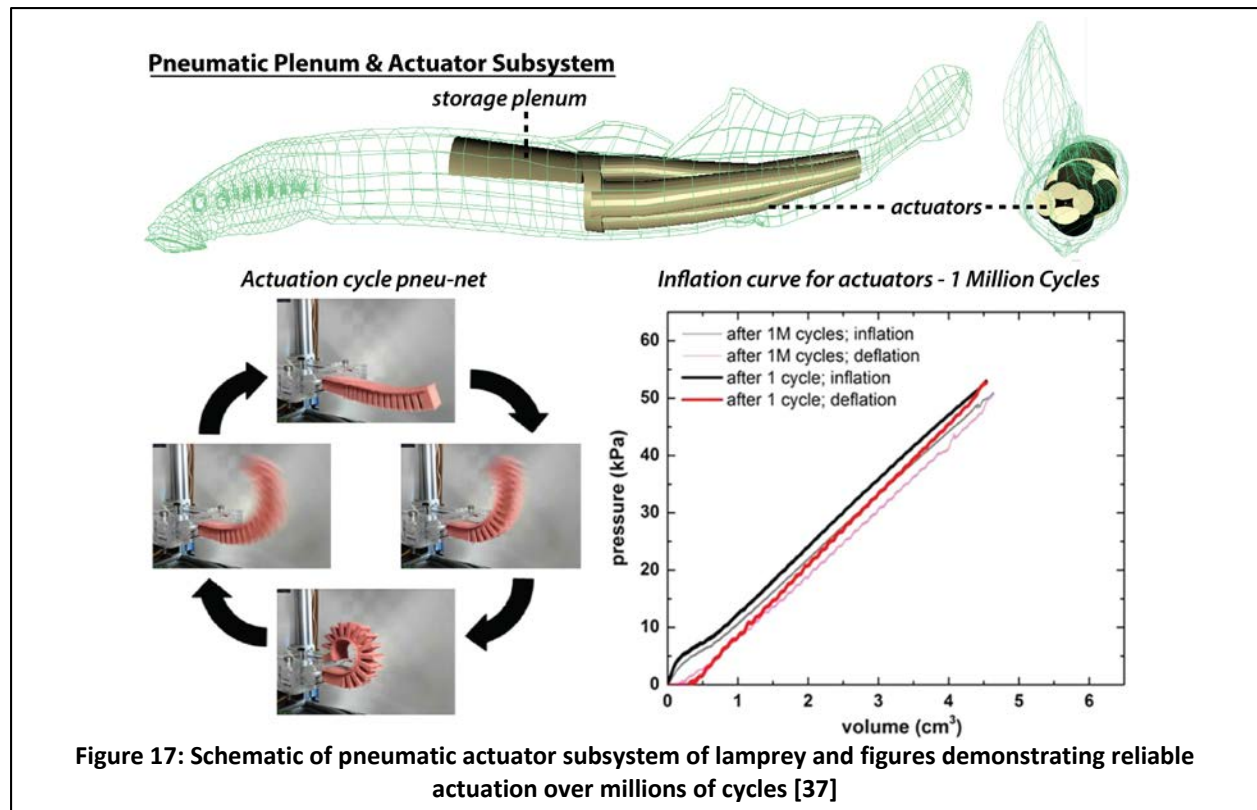 Pneumatic Plenum & Actuator Subsystem
storage plenum
actuators
Actuation cycle pneu-net
Inflation curve for actuators - 1 Million Cycles
after 1M cycles; inflation
after 1M cycles; deflation
after 1 cycle; inflation
after 1 cycle; deflation
pressure (kPa)
60
50
40
30
20
10
0
0 1 2 3 4 5 6
volume (cm³)
Figure 17: Schematic of pneumatic actuator subsystem of lamprey and figures demonstrating reliable
actuation over millions of cycles [37]